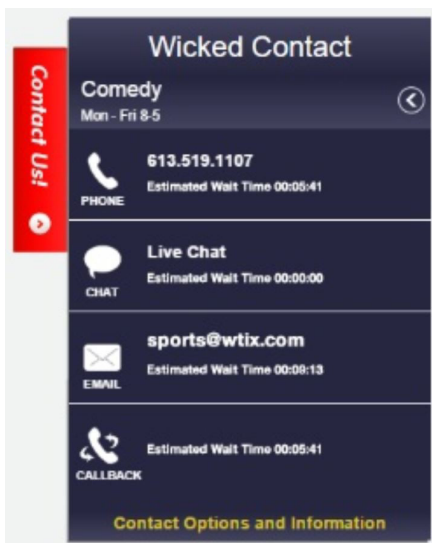 Contact Us!
Wicked Contact
Comedy
Mon - Fri 8-5
613.519.1107
Estimated Wait Time 00:05:41
PHONE
Live Chat
Estimated Wait Time 00:00:00
CHAT
sports@wtix.com
Estimated Wait Time 00:09:13
EMAIL
Estimated Wait Time 00:05:41
CALLBACK
Contact Options and Information